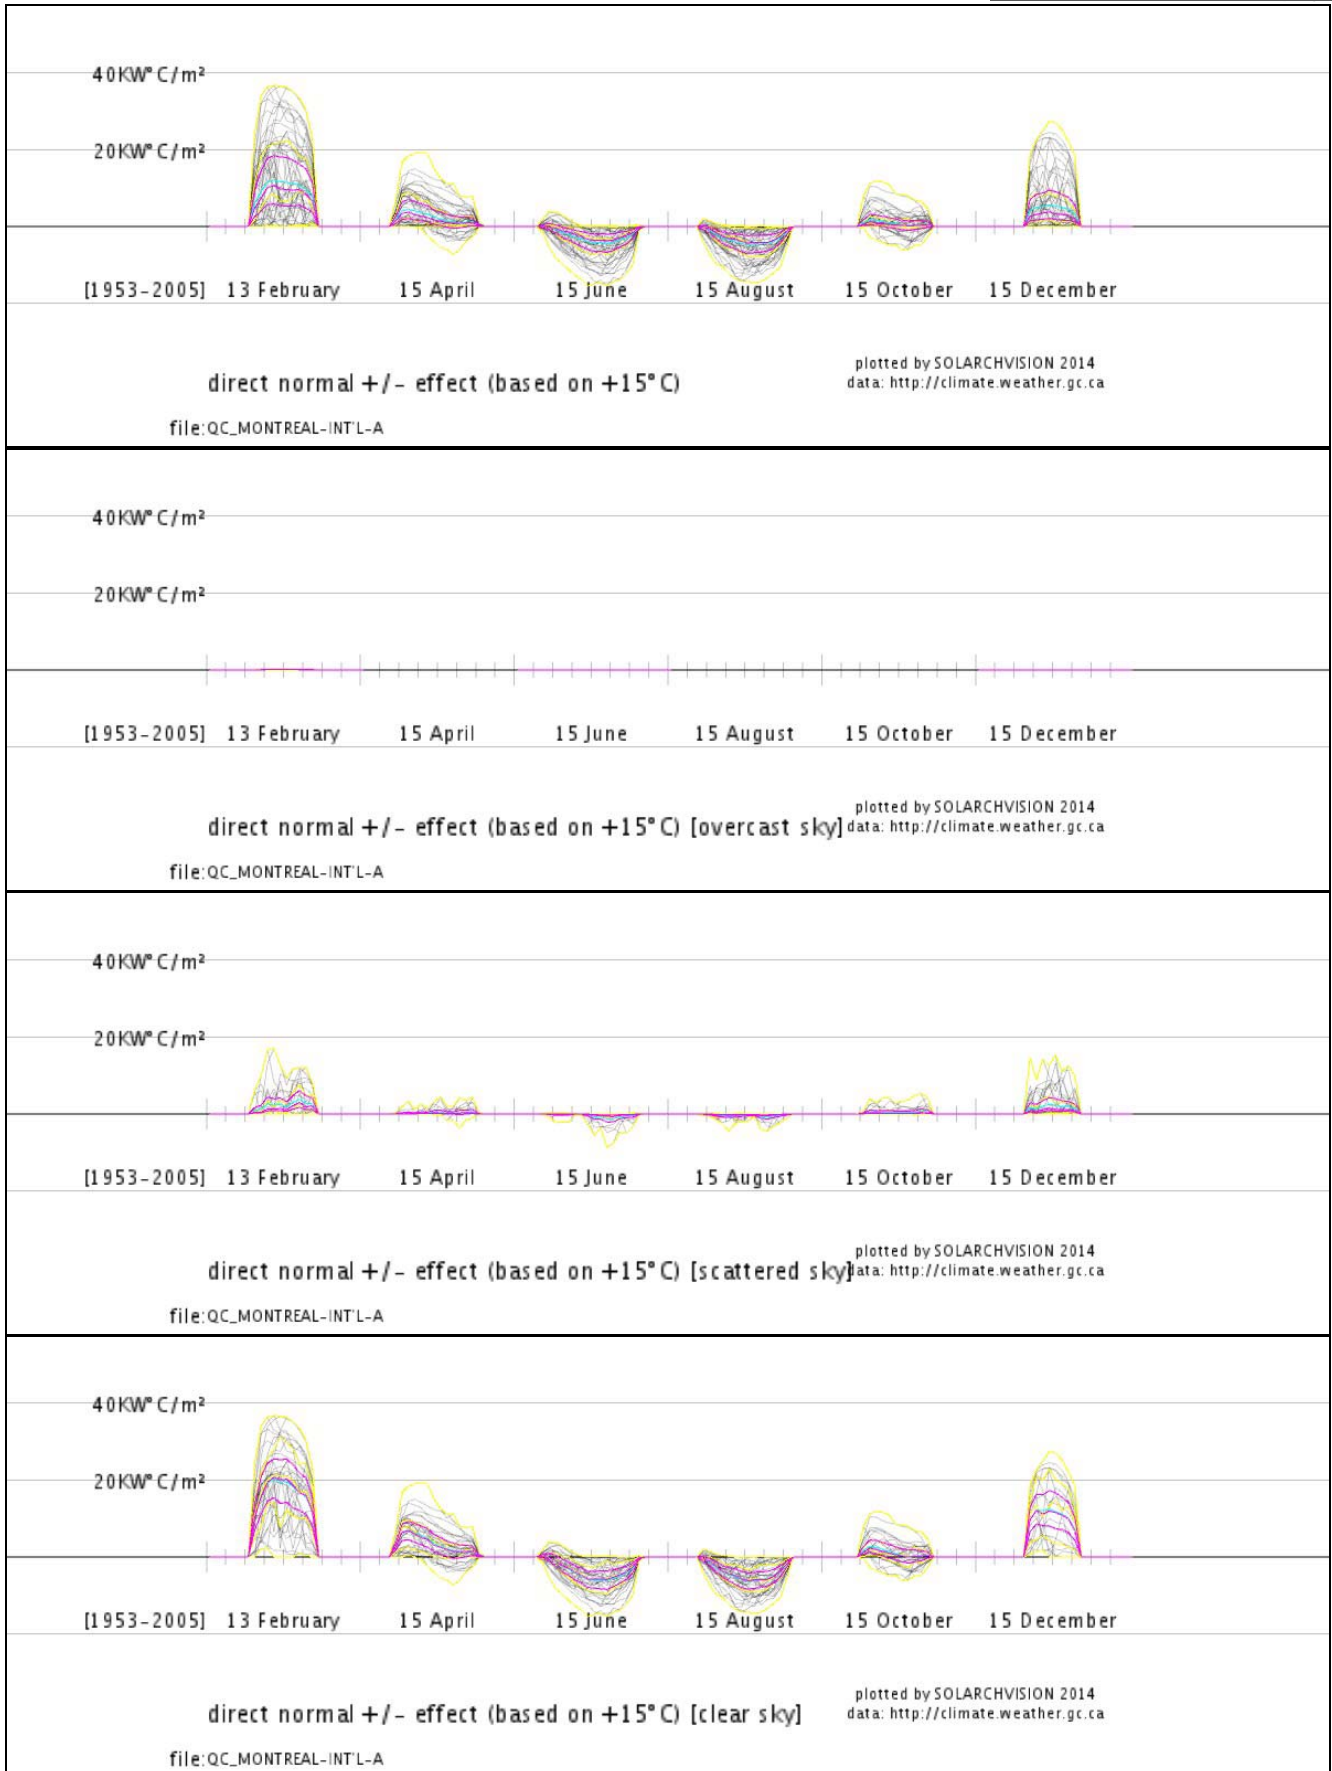 40KW°C/m²
20KW°C/m²
[1953-2005] 13 February 15 April 15 June 15 August 15 October 15 December
plotted by SOLARCHVISION 2014
direct normal +/- effect (based on +15°C) data: http://climate.weather.gc.ca
file:QC_MONTREAL-INT'L-A
40KW°C/m²
20KW°C/m²
[1953-2005] 13 February 15 April 15 June 15 August 15 October 15 December
plotted by SOLARCHVISION 2014
direct normal +/- effect (based on +15°C) [overcast sky] data: http://climate.weather.gc.ca
file:QC_MONTREAL-INT'L-A
40KW°C/m²
20KW°C/m²
[1953-2005] 13 February 15 April 15 June 15 August 15 October 15 December
plotted by SOLARCHVISION 2014
direct normal +/- effect (based on +15°C) [scattered sky] data: http://climate.weather.gc.ca
file:QC_MONTREAL-INT'L-A
40KW°C/m²
20KW°C/m²
[1953-2005] 13 February 15 April 15 June 15 August 15 October 15 December
plotted by SOLARCHVISION 2014
direct normal +/- effect (based on +15°C) [clear sky] data: http://climate.weather.gc.ca
file:QC_MONTREAL-INT'L-A